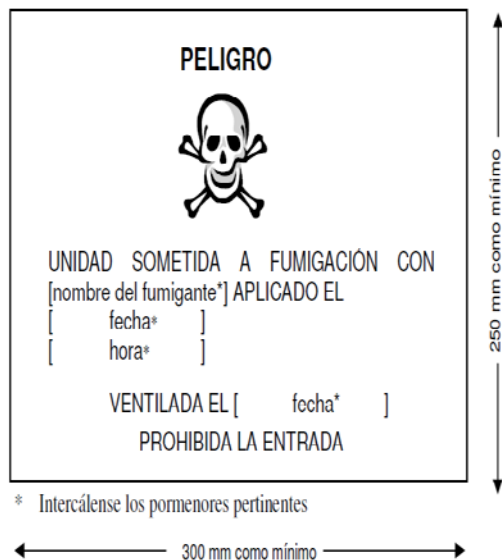 PELIGRO
UNIDAD SOMETIDA A FUMIGACIÓN CON
[nombre del fumigante*] APLICADO EL
[ fecha* ]
[ hora* ]
VENTILADA EL [ fecha* ]
PROHIBIDA LA ENTRADA
250 mm como mínimo
* Intercálense los pormenores pertinentes
300 mm como mínimo